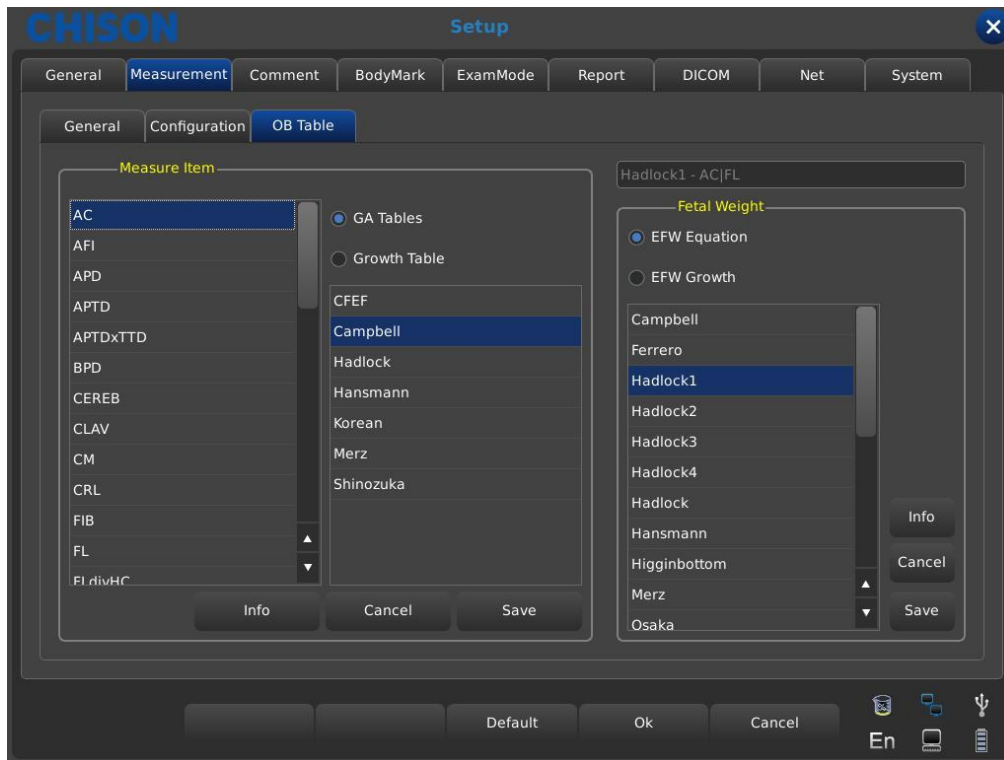 CHISON
Setup
General Measurement Comment BodyMark ExamMode Report DICOM Net System
General Configuration OB Table
Measure Item
AC
AFI
APD
APTD
APTDxTTD
BPD
CEREB
CLAV
CM
CRL
FIB
FL
FLdivHC
GA Tables
Growth Table
CFEF
Campbell
Hadlock
Hansmann
Korean
Merz
Shinozuka
Info Cancel Save
Hadlock1 - AC|FL
Fetal Weight
EFW Equation
EFW Growth
Campbell
Ferrero
Hadlock1
Hadlock2
Hadlock3
Hadlock4
Hadlock
Hansmann
Higginbottom
Merz
Osaka
Info
Cancel
Save
Default Ok Cancel
En